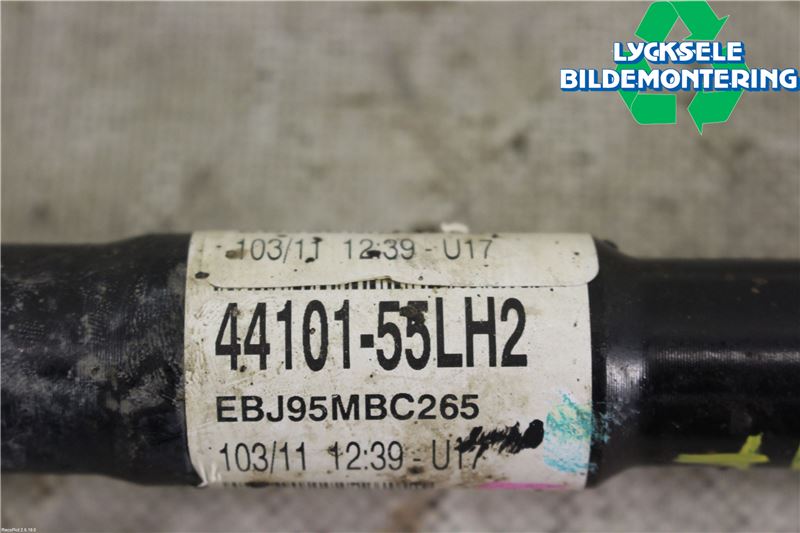 LYCKSELE
BILDEMONTERING
103/11 12:39 - U17
44101-55LH2
EBJ95MBC265
103/11 12:39 - U17